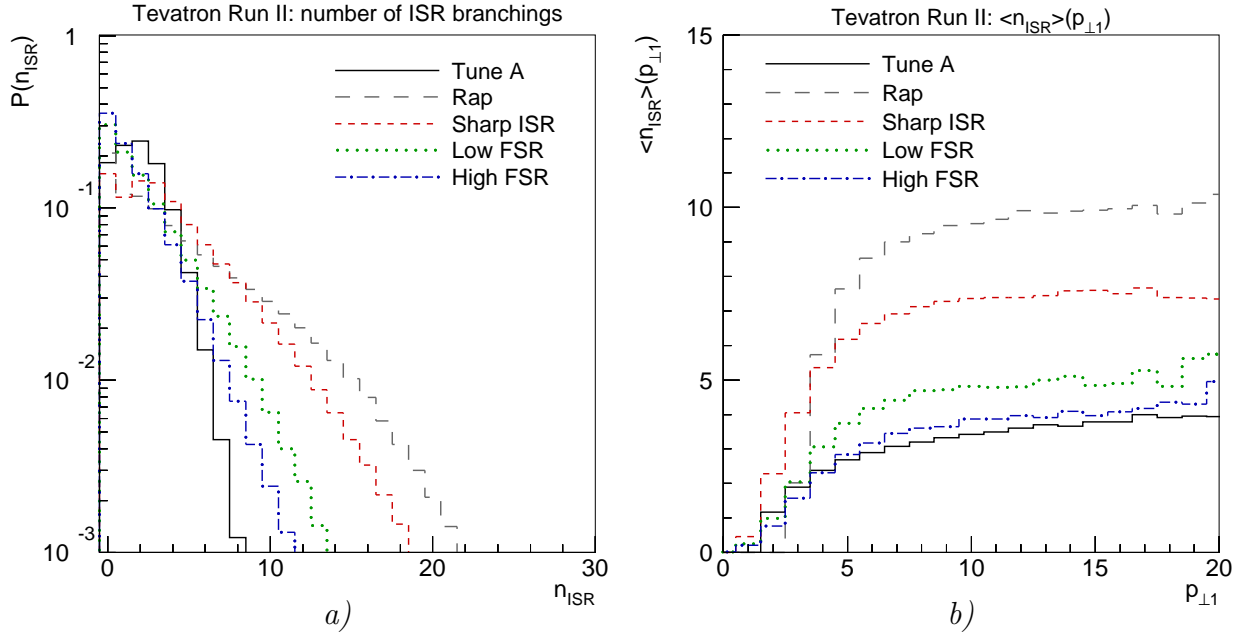 Tevatron Run II: number of ISR branchings
P(n_ISR)
1
10^-1
10^-2
10^-3
Tune A
Rap
Sharp ISR
Low FSR
High FSR
0 10 20 30
n_ISR
a)
Tevatron Run II: <n_ISR>(p_⊥1)
<n_ISR>(p_⊥1)
15
10
5
0
Tune A
Rap
Sharp ISR
Low FSR
High FSR
0 5 10 15 20
p_⊥1
b)